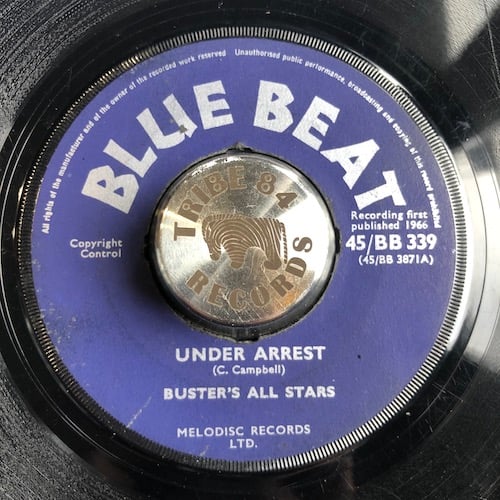 All rights of the manufacturer and of the owner of the recorded work reserved
Unauthorised public performance, broadcasting and copying of this record prohibited
BLUE BEAT
TRIBE 84
RECORDS
Copyright
Control
Recording first
published 1966
45/BB 339
(45/BB 3871A)
UNDER ARREST
(C. Campbell)
BUSTER'S ALL STARS
MELODISC RECORDS
LTD.